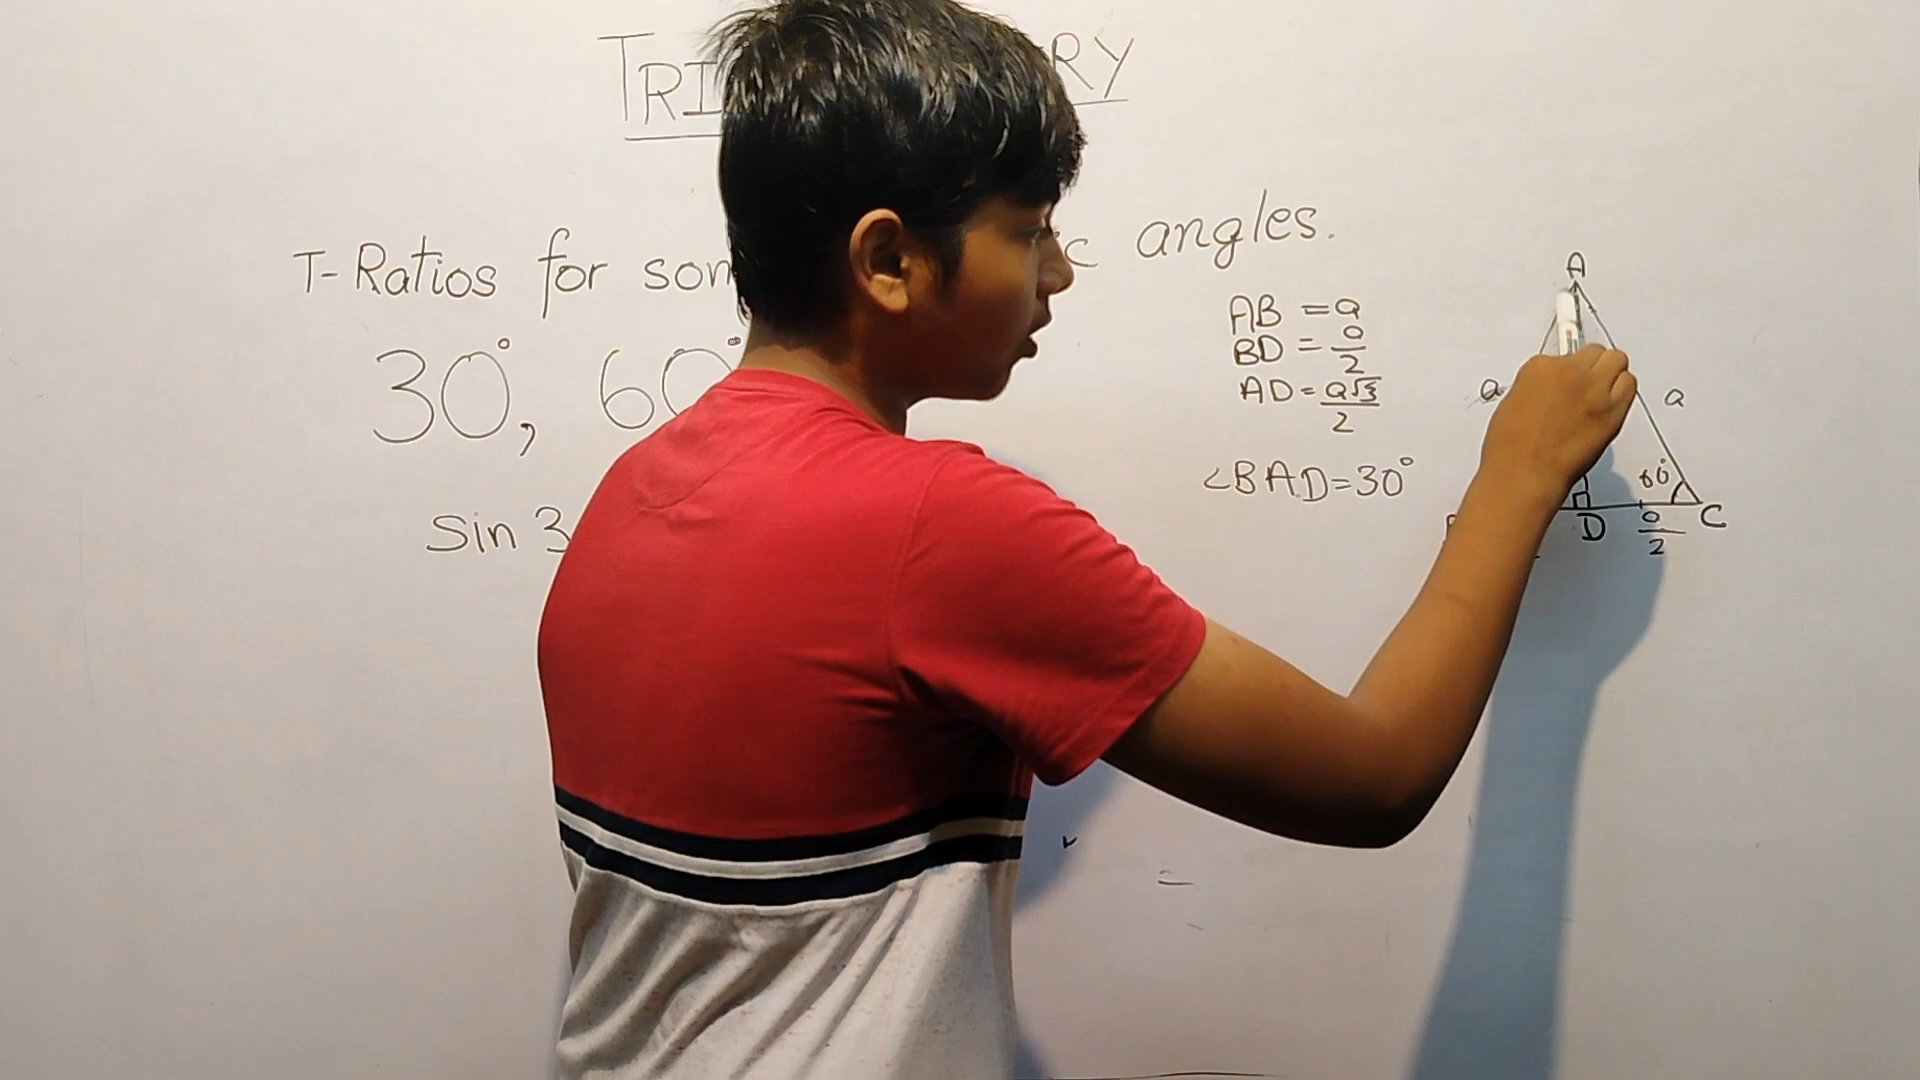 TRI RY
T-Ratios for som c angles.
30°, 60°
sin 3
AB = a
BD = a/2
AD = a√3/2
∠BAD = 30°
A
a a
60°
D C
a/2
=